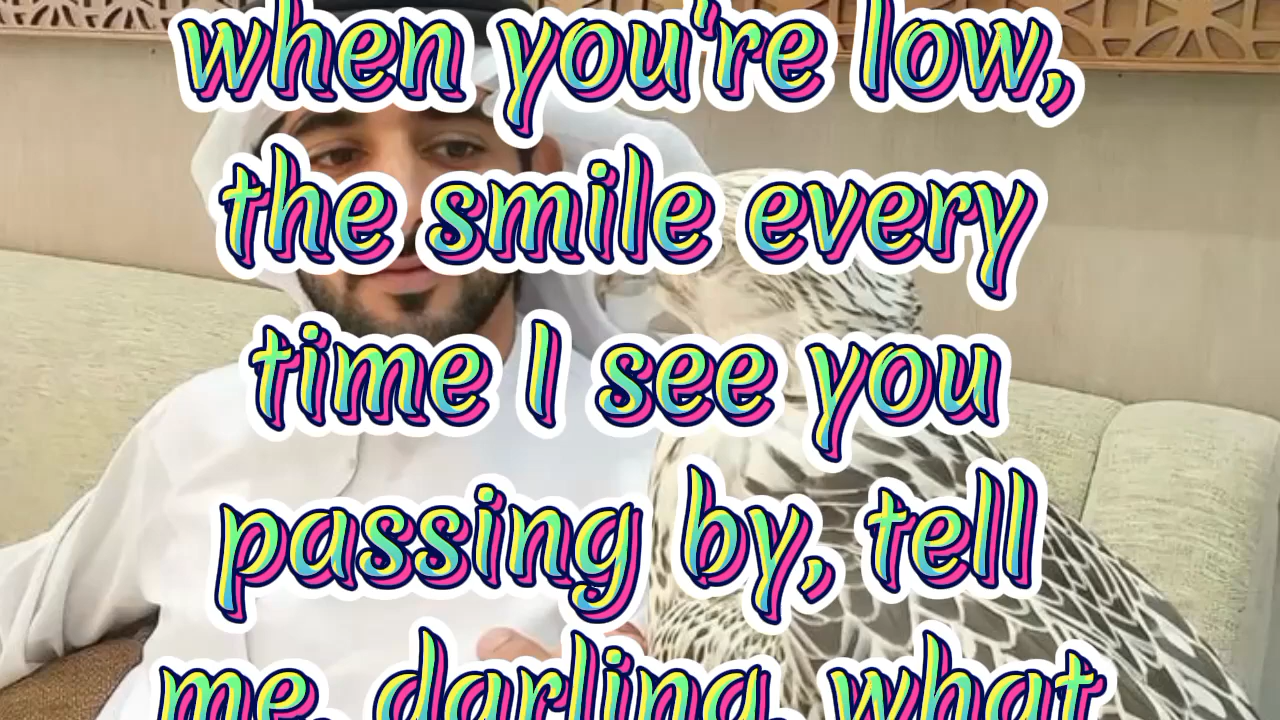 when you're low,
the smile every
time I see you
passing by, tell
me, darling, what